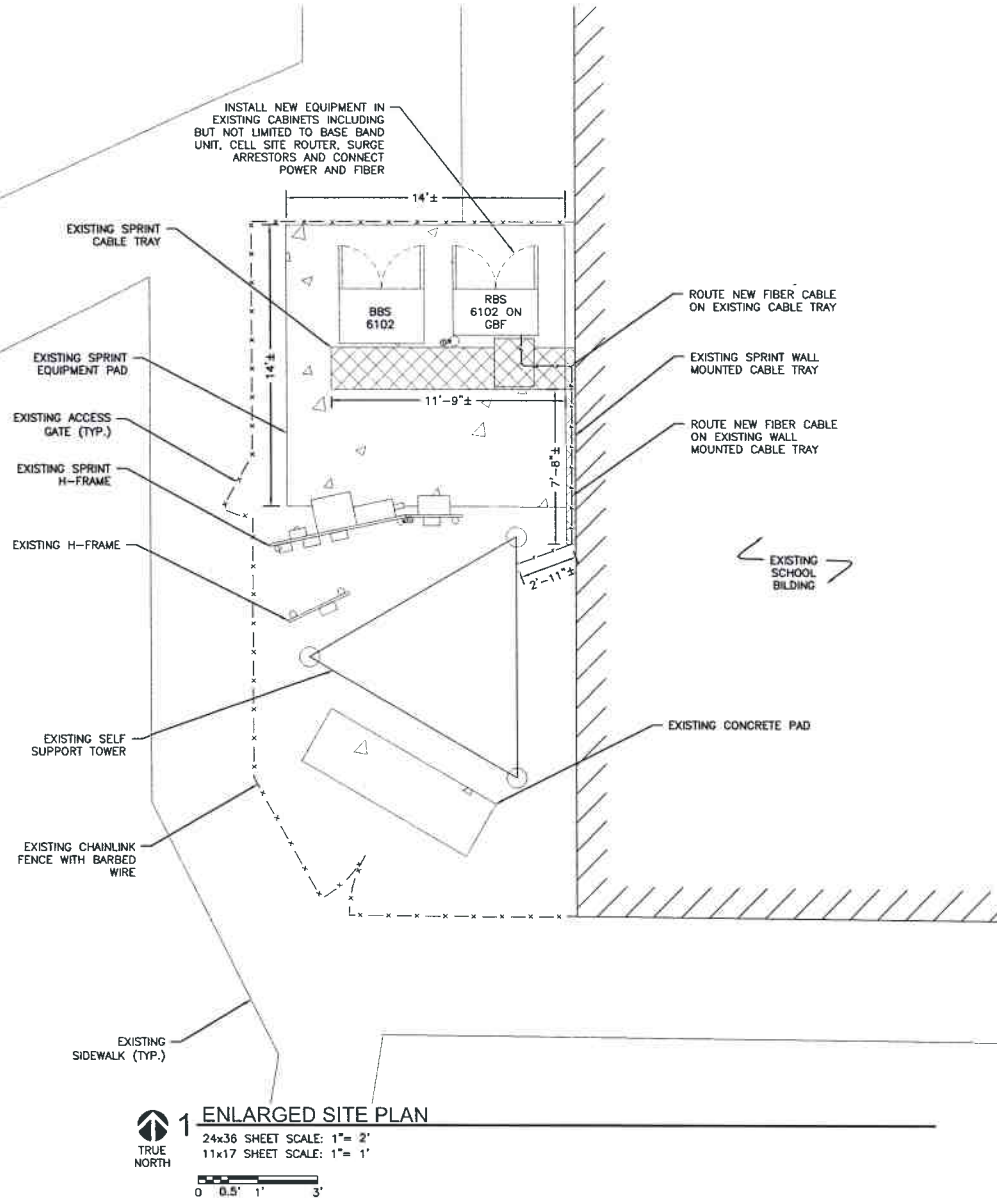 INSTALL NEW EQUIPMENT IN
EXISTING CABINETS INCLUDING
BUT NOT LIMITED TO BASE BAND
UNIT, CELL SITE ROUTER, SURGE
ARRESTORS AND CONNECT
POWER AND FIBER
14'±
EXISTING SPRINT
CABLE TRAY
BBS
6102
RBS
6102 ON
GBF
ROUTE NEW FIBER CABLE
ON EXISTING CABLE TRAY
14'±
EXISTING SPRINT
EQUIPMENT PAD
EXISTING SPRINT WALL
MOUNTED CABLE TRAY
11'-9"±
EXISTING ACCESS
GATE (TYP.)
ROUTE NEW FIBER CABLE
ON EXISTING WALL
MOUNTED CABLE TRAY
7'-8"±
EXISTING SPRINT
H-FRAME
EXISTING H-FRAME
2'-11"±
EXISTING
SCHOOL
BILDING
EXISTING SELF
SUPPORT TOWER
EXISTING CONCRETE PAD
EXISTING CHAINLINK
FENCE WITH BARBED
WIRE
EXISTING
SIDEWALK (TYP.)
TRUE
NORTH
1 ENLARGED SITE PLAN
24x36 SHEET SCALE: 1"= 2'
11x17 SHEET SCALE: 1"= 1'
0 0.5' 1' 3'